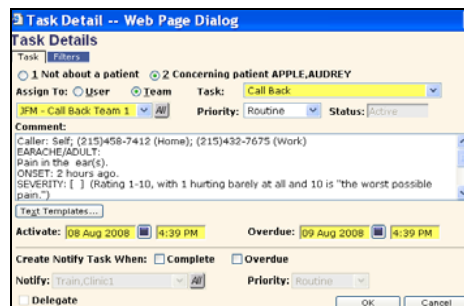 Task Detail -- Web Page Dialog
Task Details
Task Filters
1 Not about a patient 2 Concerning patient APPLE,AUDREY
Assign To: User Team Task: Call Back
JFM - Call Back Team 1 All Priority: Routine Status: Active
Comment:
Caller: Self; (215)458-7412 (Home); (215)432-7675 (Work)
EARACHE/ADULT:
Pain in the ear(s).
ONSET: 2 hours ago.
SEVERITY: [ ] (Rating 1-10, with 1 hurting barely at all and 10 is "the worst possible
pain.")
Text Templates...
Activate: 08 Aug 2008 4:39 PM Overdue: 09 Aug 2008 4:39 PM
Create Notify Task When: Complete Overdue
Notify: Train,Clinic1 All Priority: Routine
Delegate OK Cancel